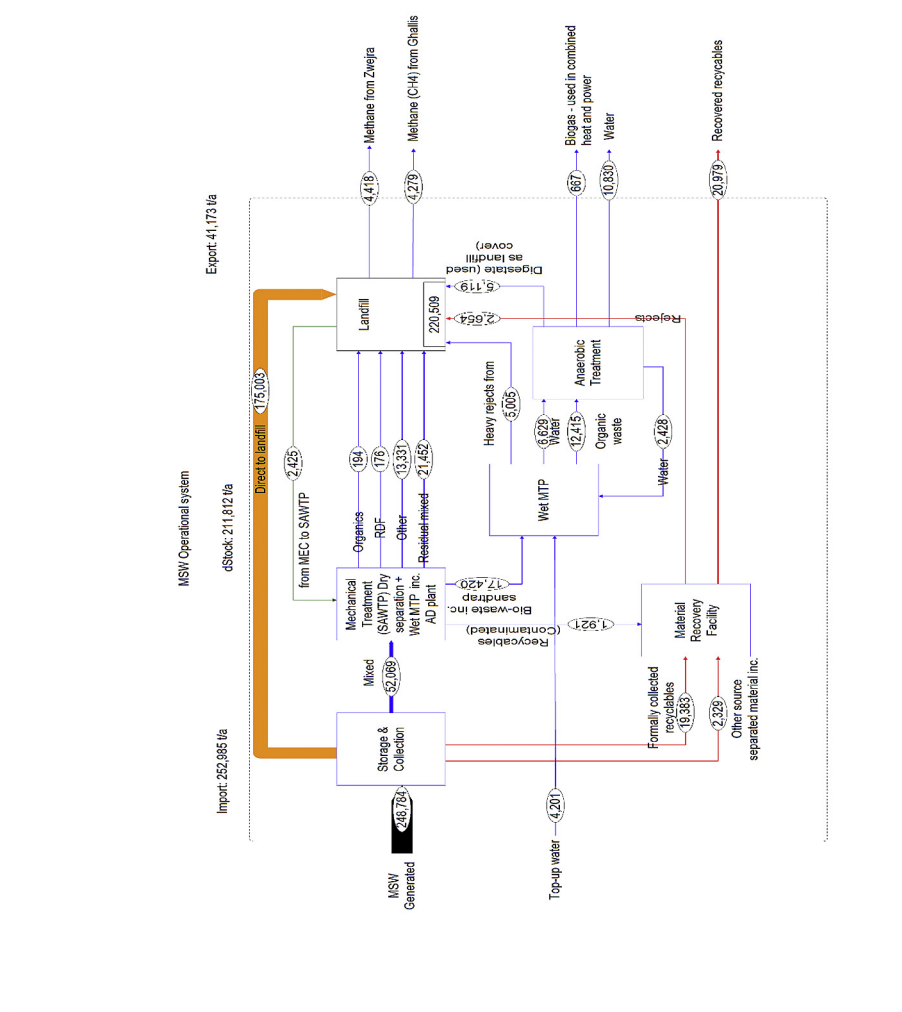 MSW Operational system
Import: 252,985 t/a
dStock: 211,812 t/a
Export: 41,173 t/a
175,003
Direct to landfill
2,425
from MEC to SAWTP
MSW
Generated
248,784
Storage &
Collection
Mixed
52,069
Mechanical
Treatment
(SAWTP) Dry
separation +
Wet MTP inc.
AD plant
Organics
194
RDF
176
Other
13,331
Residual mixed
21,452
Landfill
220,509
4,418
Methane from Zwejra
4,279
Methane (CH4) from Ghallis
Recyclables
(Contaminated)
1,921
Bio-waste inc.
sandtrap
17,420
Heavy rejects from
5,005
Digestate (used
as landfill
cover)
6,119
2,654
Rejects
Wet MTP
6,629
Water
12,415
Organic
waste
Anaerobic
Treatment
Water
2,428
667
Biogas - used in combined
heat and power
10,830
Water
Top-up water
4,201
Formally collected
recyclables
19,383
2,329
Other source
separated material inc.
Material
Recovery
Facility
20,979
Recovered recycables